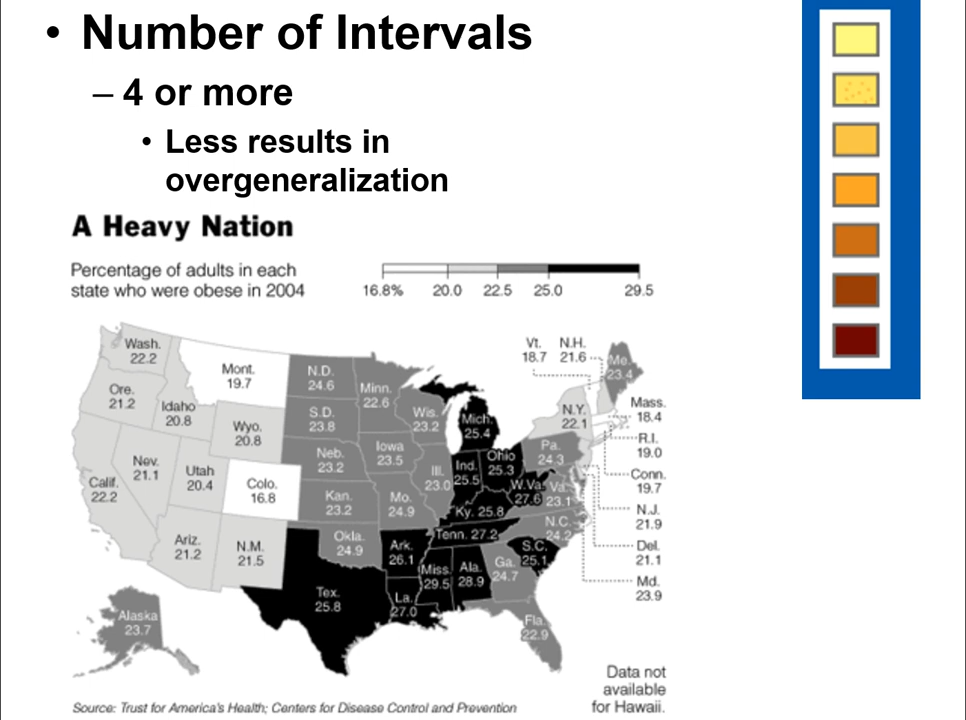 • Number of Intervals
– 4 or more
• Less results in
overgeneralization
A Heavy Nation
Percentage of adults in each
state who were obese in 2004
16.8% 20.0 22.5 25.0 29.5
Wash.
22.2
Ore.
21.2
Idaho
20.8
Mont.
19.7
Wyo.
20.8
Nev.
21.1
Utah
20.4
Colo.
16.8
Calif.
22.2
Ariz.
21.2
N.M.
21.5
N.D.
24.6
S.D.
23.8
Neb.
23.2
Kan.
23.2
Okla.
24.9
Tex.
25.8
Minn.
22.6
Iowa
23.5
Mo.
24.9
Ark.
26.1
La.
27.0
Wis.
23.2
Ill.
23.0
Mich.
25.4
Ind.
25.5
Ohio
25.3
Ky. 25.8
Tenn. 27.2
Miss.
29.5
Ala.
28.9
Ga.
24.7
Fla.
22.9
S.C.
25.1
N.C.
24.2
W.Va.
27.6
Va.
23.1
Pa.
24.3
N.Y.
22.1
Vt.
18.7
N.H.
21.6
Me.
23.4
Mass.
18.4
R.I.
19.0
Conn.
19.7
N.J.
21.9
Del.
21.1
Md.
23.9
Alaska
23.7
Data not
available
for Hawaii.
Source: Trust for America's Health; Centers for Disease Control and Prevention